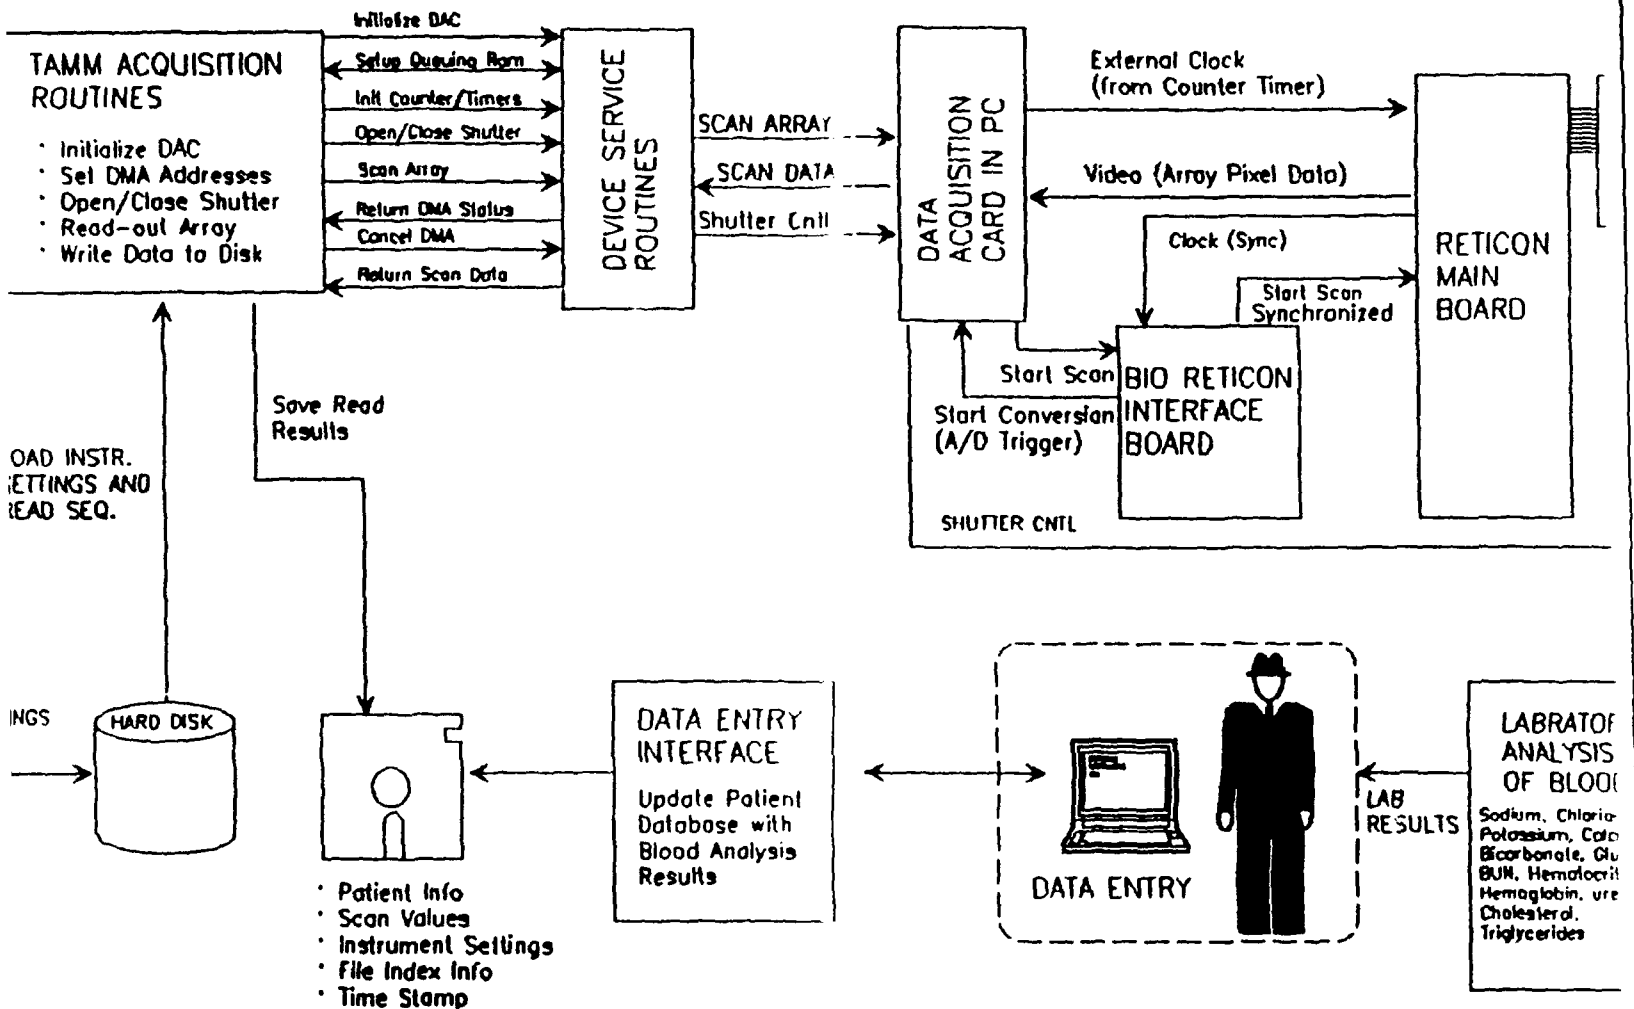 TAMM ACQUISITION
ROUTINES
· Initialize DAC
· Set DMA Addresses
· Open/Close Shutter
· Read-out Array
· Write Data to Disk
Initialize DAC
Setup Queuing Ram
Init Counter/Timers
Open/Close Shutter
Scan Array
Return DMA Status
Cancel DMA
Return Scan Data
DEVICE SERVICE
ROUTINES
SCAN ARRAY
SCAN DATA
Shutter Cntl
DATA
ACQUISITION
CARD IN PC
External Clock
(from Counter Timer)
Video (Array Pixel Data)
Clock (Sync)
Start Scan
Synchronized
RETICON
MAIN
BOARD
Start Scan
Start Conversion
(A/D Trigger)
BIO RETICON
INTERFACE
BOARD
SHUTTER CNTL
Save Read
Results
OAD INSTR.
ETTINGS AND
READ SEQ.
INGS
HARD DISK
· Patient Info
· Scan Values
· Instrument Settings
· File Index Info
· Time Stamp
DATA ENTRY
INTERFACE
Update Patient
Database with
Blood Analysis
Results
DATA ENTRY
LAB
RESULTS
LABRATOR
ANALYSIS
OF BLOO
Sodium, Chlorid
Potassium, Calc
Bicarbonate, Glu
BUN, Hematocrit
Hemoglobin, ure
Cholesterol,
Triglycerides